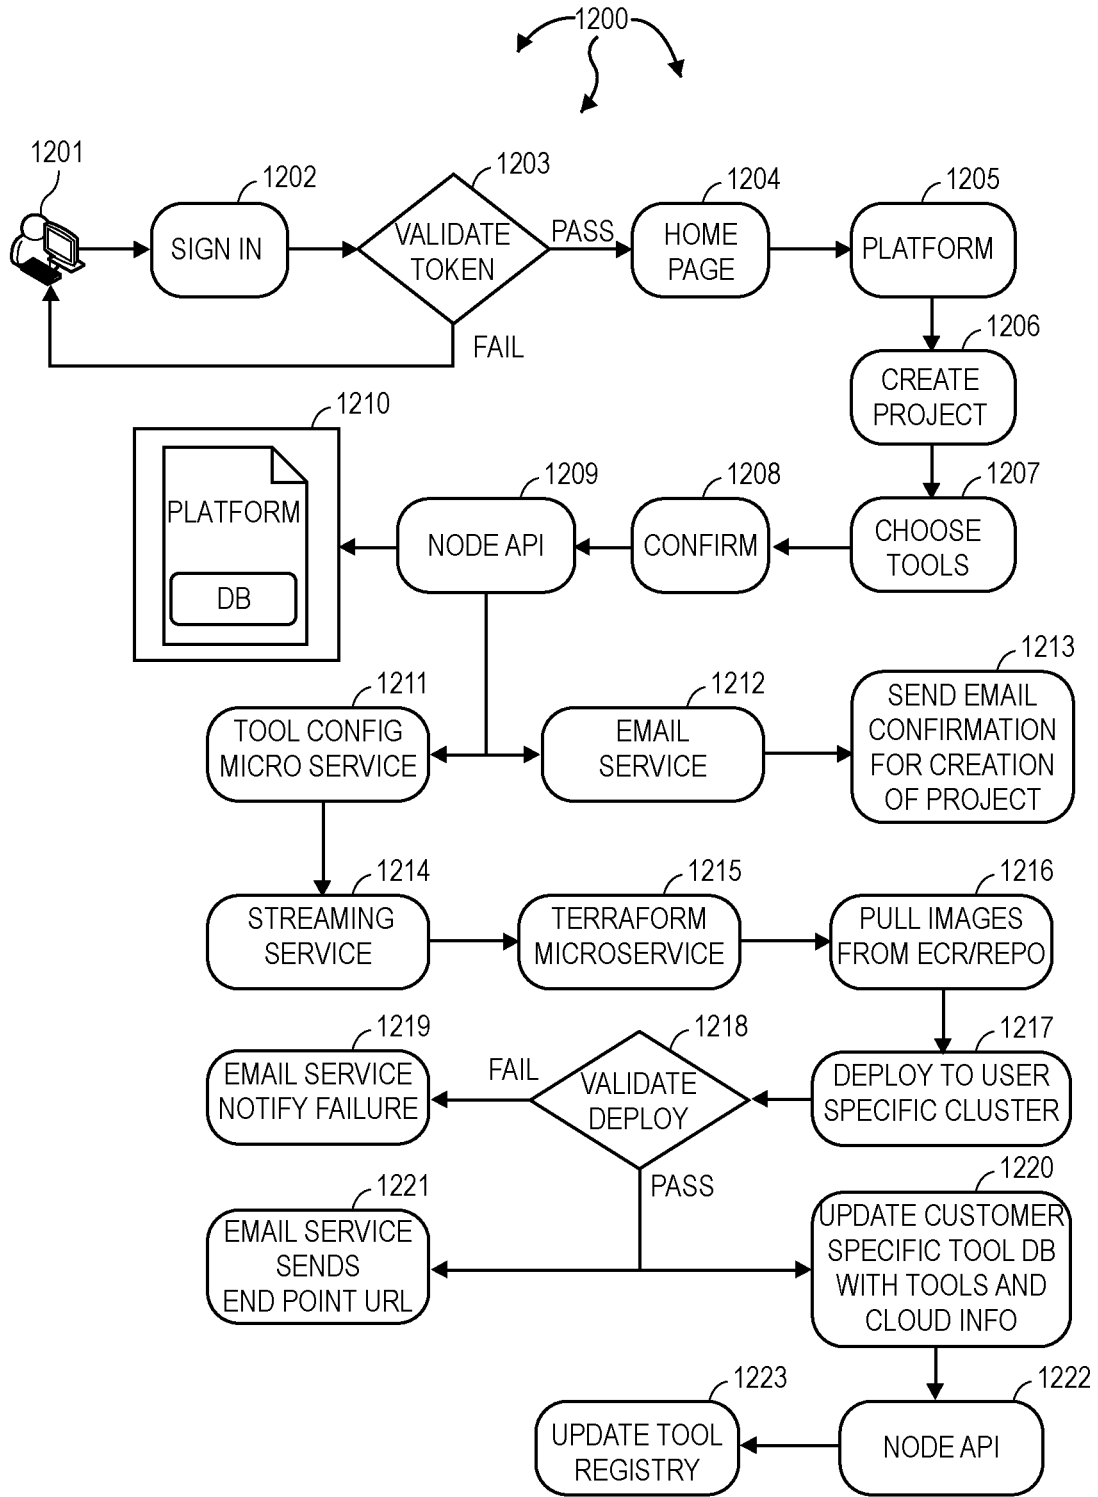 1200
1201
1202
SIGN IN
1203
VALIDATE
TOKEN
PASS
FAIL
1204
HOME
PAGE
1205
PLATFORM
1206
CREATE
PROJECT
1207
CHOOSE
TOOLS
1208
CONFIRM
1209
NODE API
1210
PLATFORM
DB
1211
TOOL CONFIG
MICRO SERVICE
1212
EMAIL
SERVICE
1213
SEND EMAIL
CONFIRMATION
FOR CREATION
OF PROJECT
1214
STREAMING
SERVICE
1215
TERRAFORM
MICROSERVICE
1216
PULL IMAGES
FROM ECR/REPO
1217
DEPLOY TO USER
SPECIFIC CLUSTER
1218
VALIDATE
DEPLOY
FAIL
PASS
1219
EMAIL SERVICE
NOTIFY FAILURE
1220
UPDATE CUSTOMER
SPECIFIC TOOL DB
WITH TOOLS AND
CLOUD INFO
1221
EMAIL SERVICE
SENDS
END POINT URL
1222
NODE API
1223
UPDATE TOOL
REGISTRY